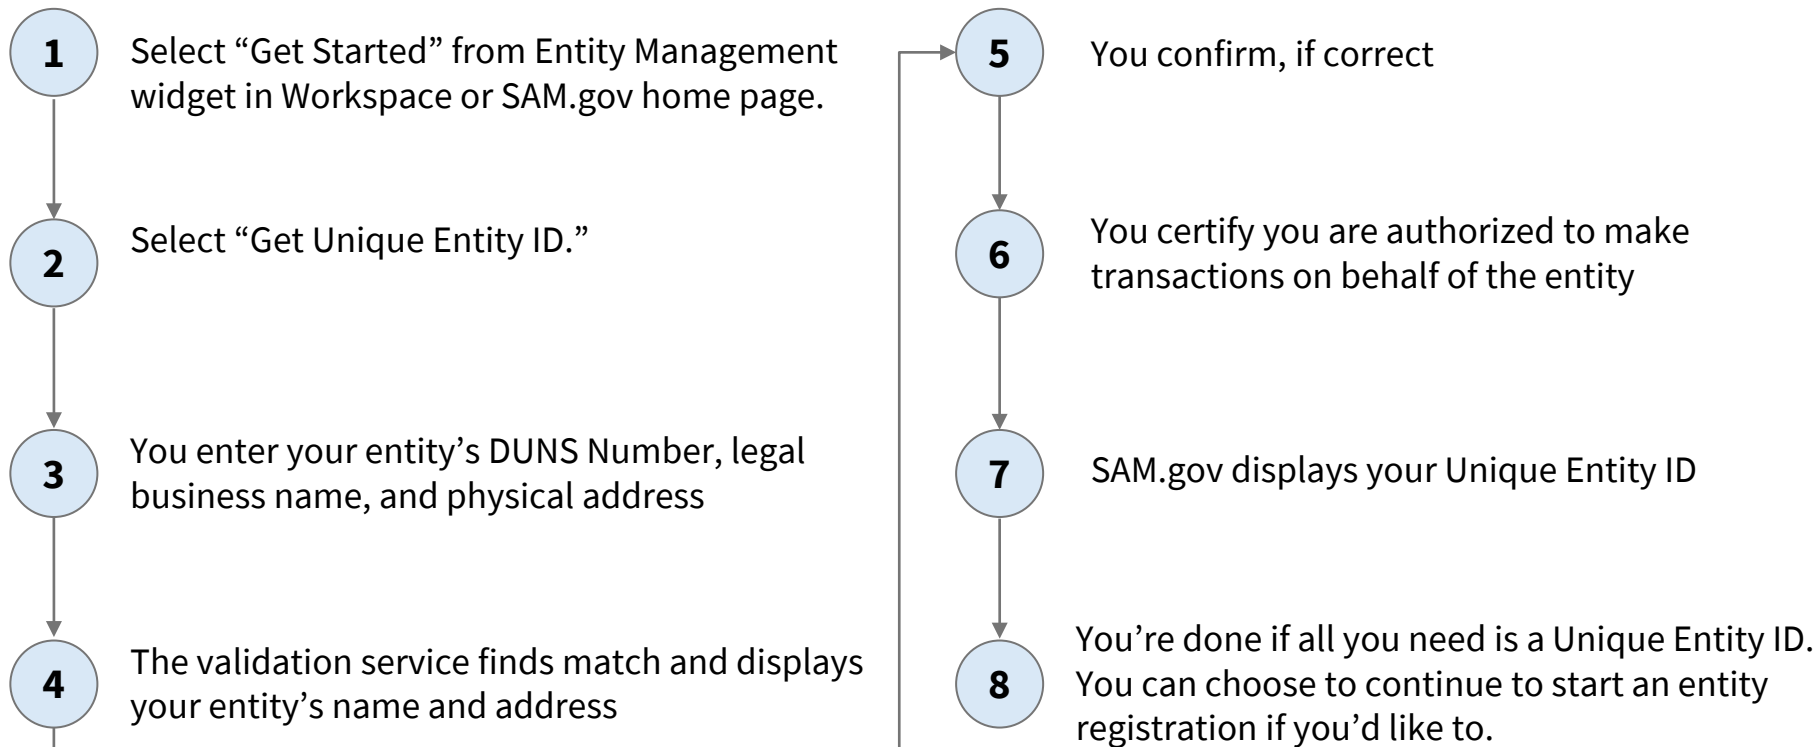 1
Select “Get Started” from Entity Management
widget in Workspace or SAM.gov home page.
2
Select “Get Unique Entity ID.”
3
You enter your entity’s DUNS Number, legal
business name, and physical address
4
The validation service finds match and displays
your entity’s name and address
5
You confirm, if correct
6
You certify you are authorized to make
transactions on behalf of the entity
7
SAM.gov displays your Unique Entity ID
8
You’re done if all you need is a Unique Entity ID.
You can choose to continue to start an entity
registration if you’d like to.